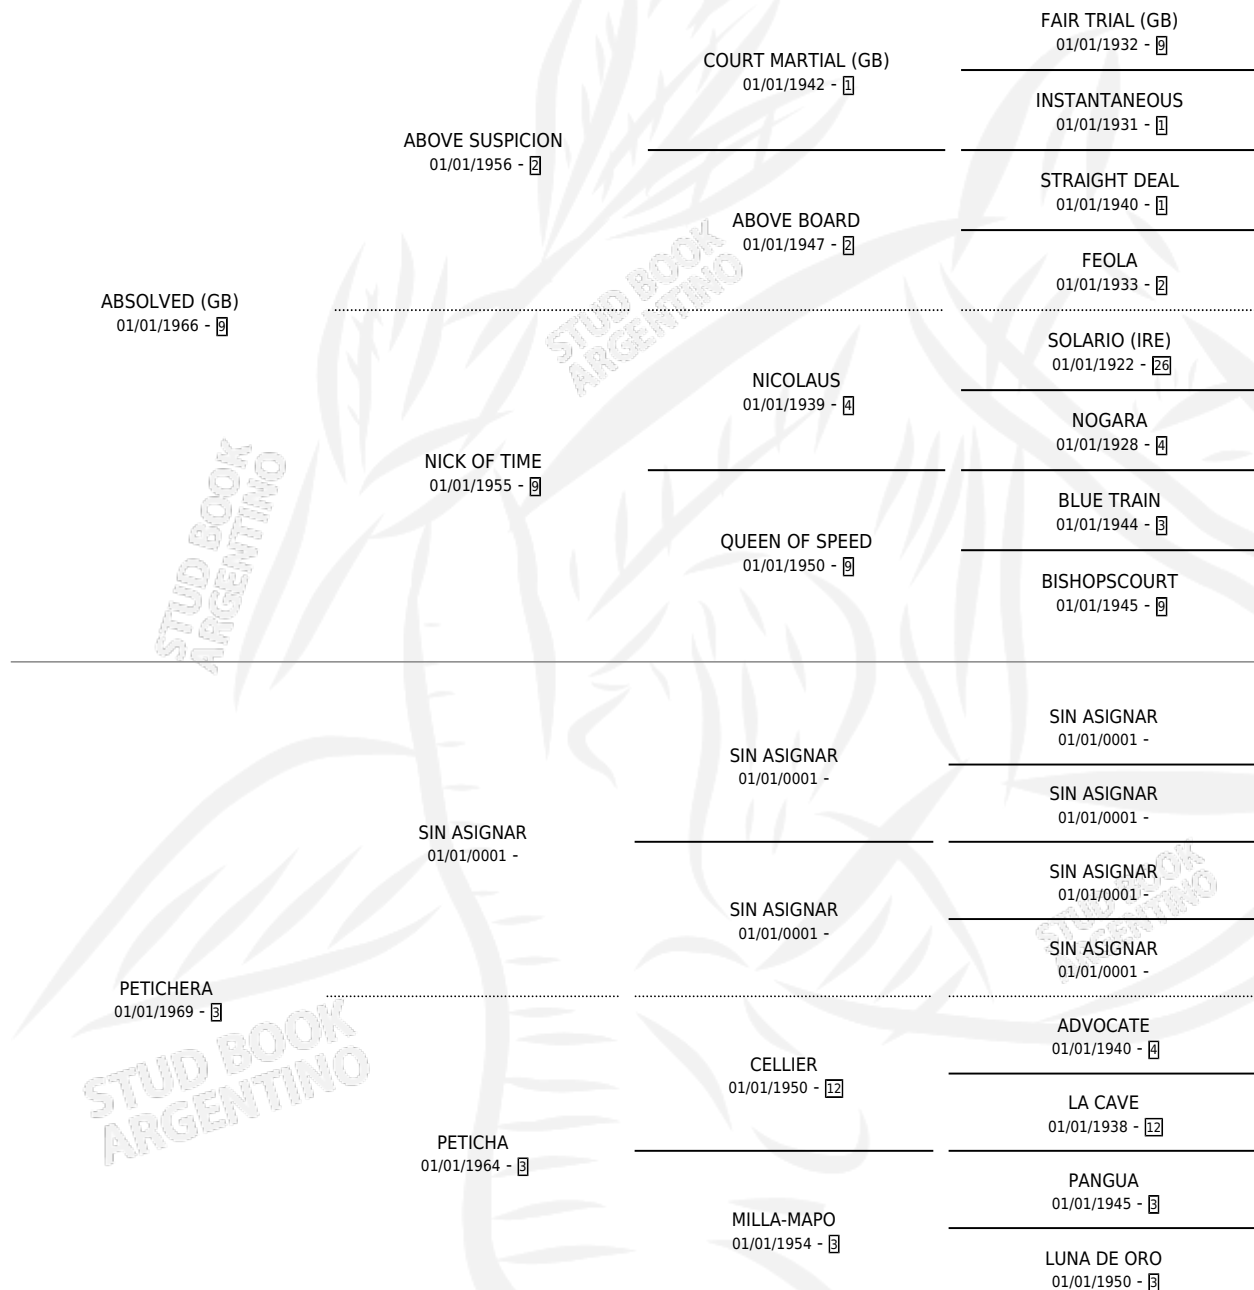 FAIR TRIAL (GB)
01/01/1932 - 9
COURT MARTIAL (GB)
01/01/1942 - 1
INSTANTANEOUS
01/01/1931 - 1
ABOVE SUSPICION
01/01/1956 - 2
STRAIGHT DEAL
01/01/1940 - 1
ABOVE BOARD
01/01/1947 - 2
FEOLA
01/01/1933 - 2
ABSOLVED (GB)
01/01/1966 - 9
SOLARIO (IRE)
01/01/1922 - 26
NICOLAUS
01/01/1939 - 4
NOGARA
01/01/1928 - 4
NICK OF TIME
01/01/1955 - 9
BLUE TRAIN
01/01/1944 - 3
QUEEN OF SPEED
01/01/1950 - 9
BISHOPSCOURT
01/01/1945 - 9
SIN ASIGNAR
01/01/0001 -
SIN ASIGNAR
01/01/0001 -
SIN ASIGNAR
01/01/0001 -
SIN ASIGNAR
01/01/0001 -
SIN ASIGNAR
01/01/0001 -
SIN ASIGNAR
01/01/0001 -
SIN ASIGNAR
01/01/0001 -
PETICHERA
01/01/1969 - 3
ADVOCATE
01/01/1940 - 4
CELLIER
01/01/1950 - 12
LA CAVE
01/01/1938 - 12
PETICHA
01/01/1964 - 3
PANGUA
01/01/1945 - 3
MILLA-MAPO
01/01/1954 - 3
LUNA DE ORO
01/01/1950 - 3
STUD BOOK
ARGENTINO
STUD BOOK
ARGENTINO
STUD BOOK
ARGENTINO
STUD BOOK
ARGENTINO